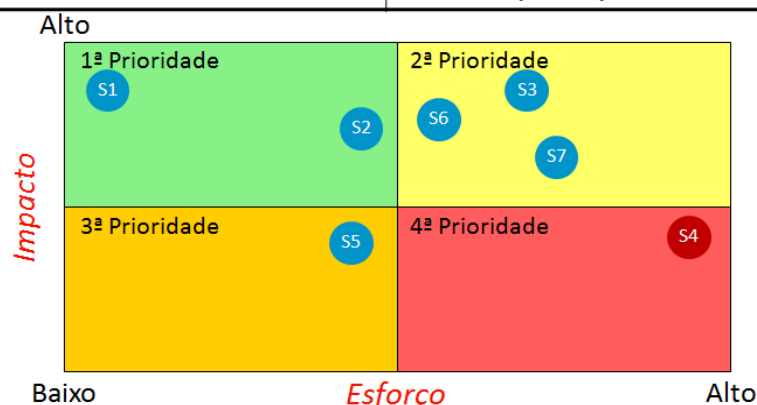 Alto
1ª Prioridade
2ª Prioridade
S1
S3
S6
S2
S7
Impacto
3ª Prioridade
4ª Prioridade
S5
S4
Baixo
Esforco
Alto